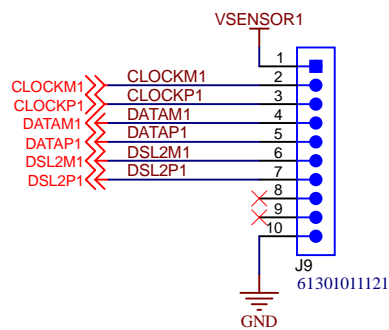 VSENSOR1
1
CLOCKM1 CLOCKM1 2
CLOCKP1 CLOCKP1 3
DATAM1 DATAM1 4
DATAP1 DATAP1 5
DSL2M1 DSL2M1 6
DSL2P1 DSL2P1 7
8
9
10
J9
61301011121
GND